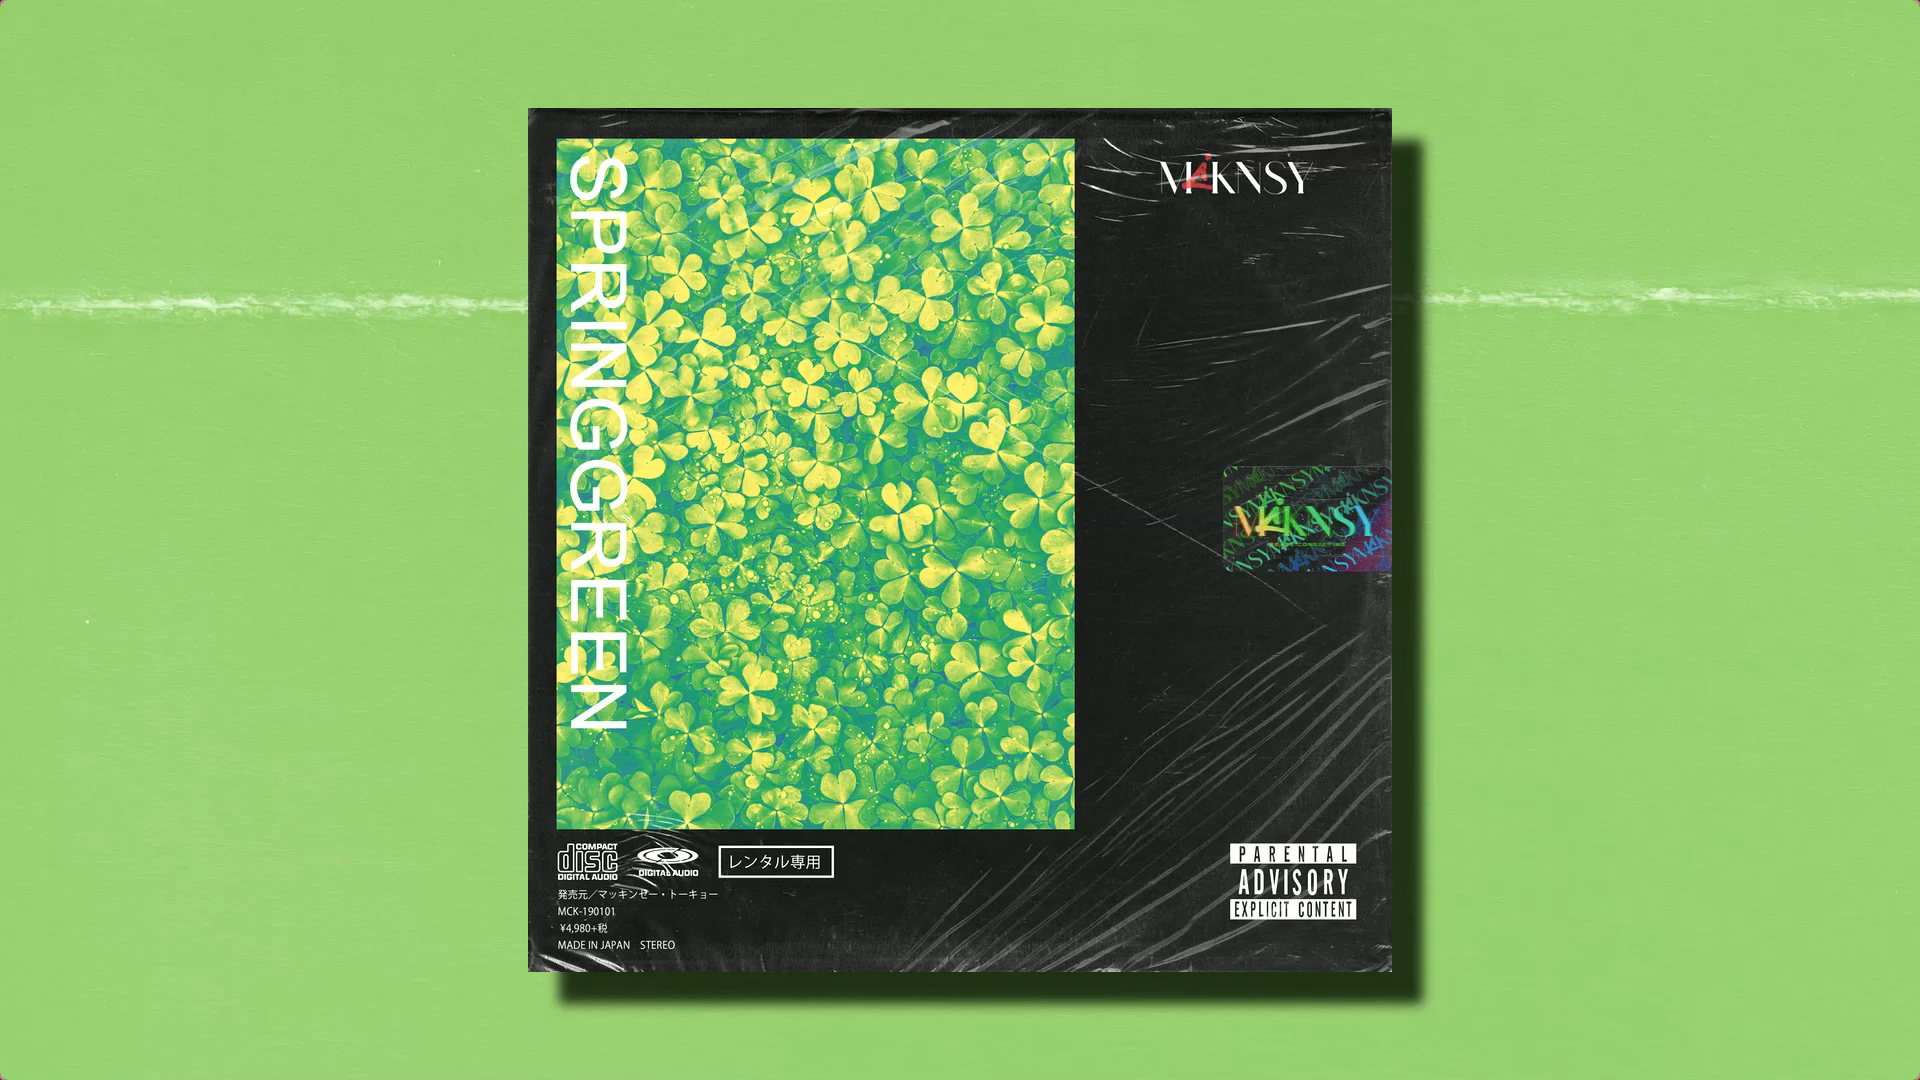 SPRINGGREEN
MCKNSY
MCKNSY
COMPACT
disc
DIGITAL AUDIO
DIGITAL AUDIO
レンタル専用
発売元／マッキンゼー・トーキョー
MCK-190101
¥4,980+税
MADE IN JAPAN STEREO
PARENTAL
ADVISORY
EXPLICIT CONTENT